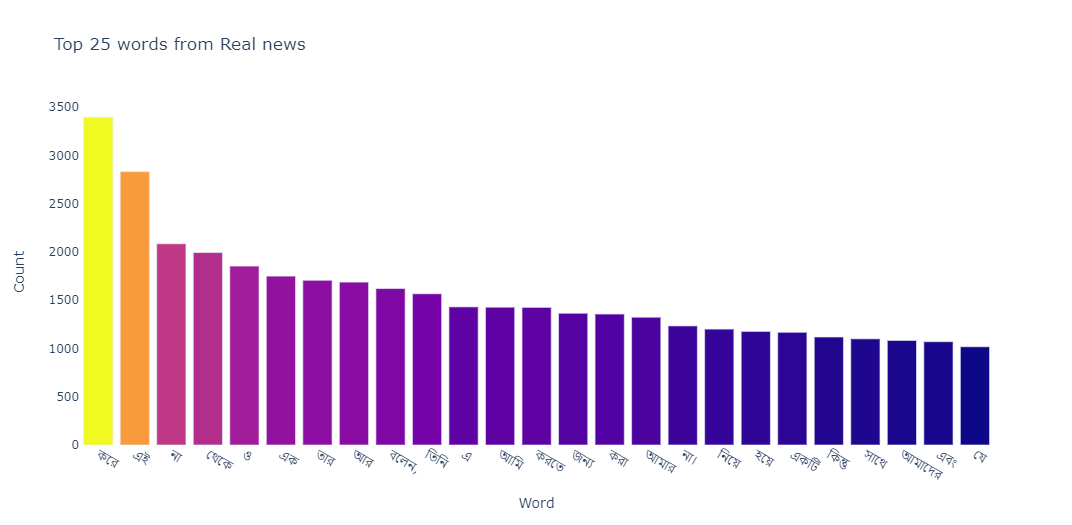 Top 25 words from Real news
3500
3000
2500
2000
1500
1000
500
0
Count
করে
এই
না
থেকে
ও
এক
তার
আর
বলেন,
তিনি
এ
আমি
করতে
জন্য
করা
আমার
না।
নিয়ে
হয়ে
একটি
কিন্তু
সাথে
আমাদের
এবং
যে
Word